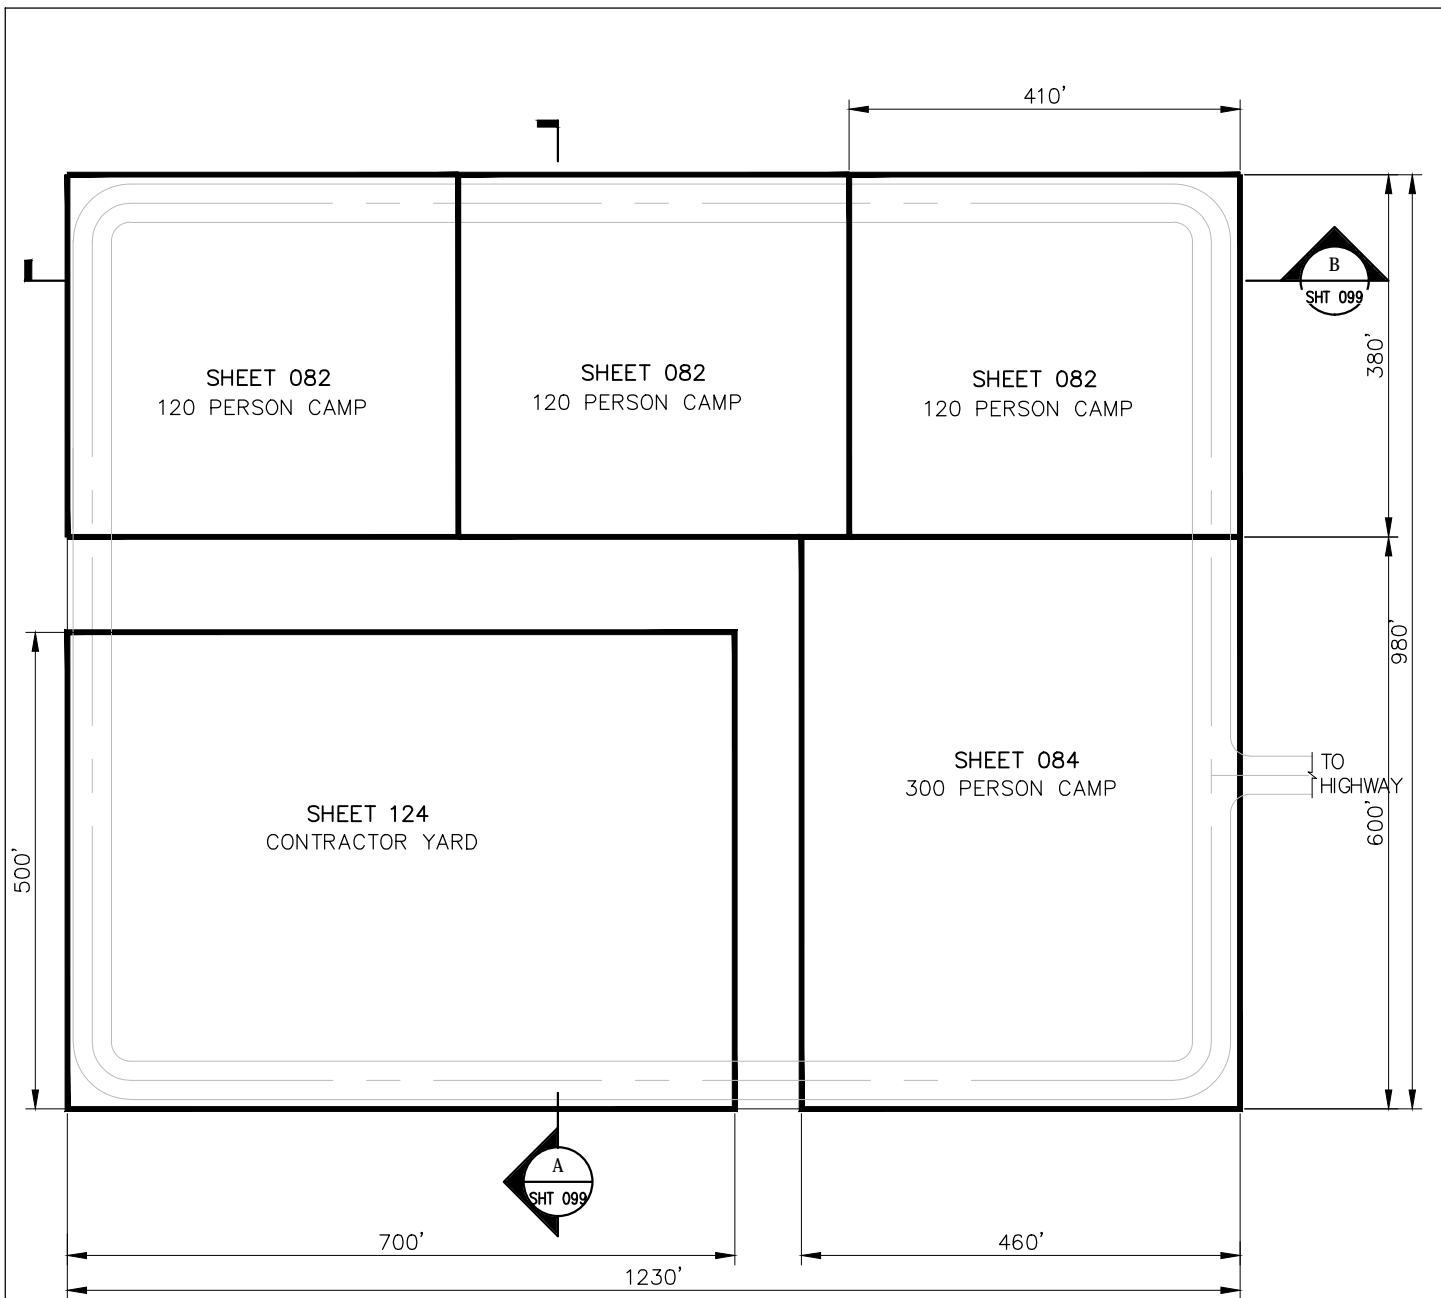 410'
B
SHT 099
380'
SHEET 082
120 PERSON CAMP
SHEET 082
120 PERSON CAMP
SHEET 082
120 PERSON CAMP
980'
SHEET 084
300 PERSON CAMP
TO
HIGHWAY
600'
SHEET 124
CONTRACTOR YARD
500'
A
SHT 099
700'
460'
1230'